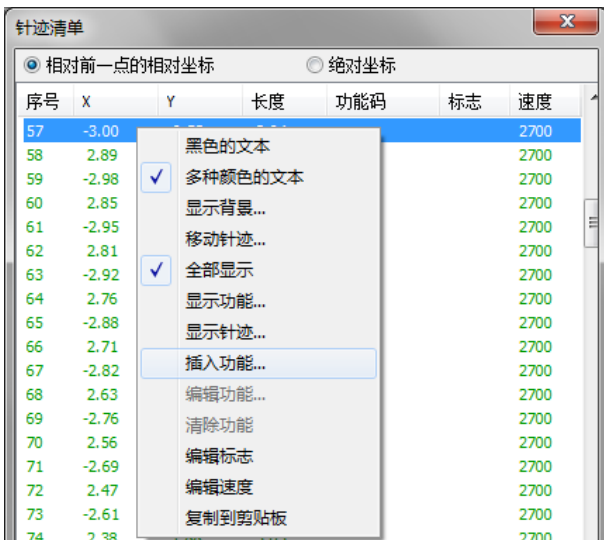 针迹清单
相对前一点的相对坐标 绝对坐标
序号 X Y 长度 功能码 标志 速度
57 -3.00 2700
58 2.89 2700
59 -2.98 2700
60 2.85 2700
61 -2.95 2700
62 2.81 2700
63 -2.92 2700
64 2.76 2700
65 -2.88 2700
66 2.71 2700
67 -2.82 2700
68 2.63 2700
69 -2.76 2700
70 2.56 2700
71 -2.69 2700
72 2.47 2700
73 -2.61 2700
74 2.38 2700
黑色的文本
多种颜色的文本
显示背景...
移动针迹...
全部显示
显示功能...
显示针迹...
插入功能...
编辑功能...
清除功能
编辑标志
编辑速度
复制到剪贴板